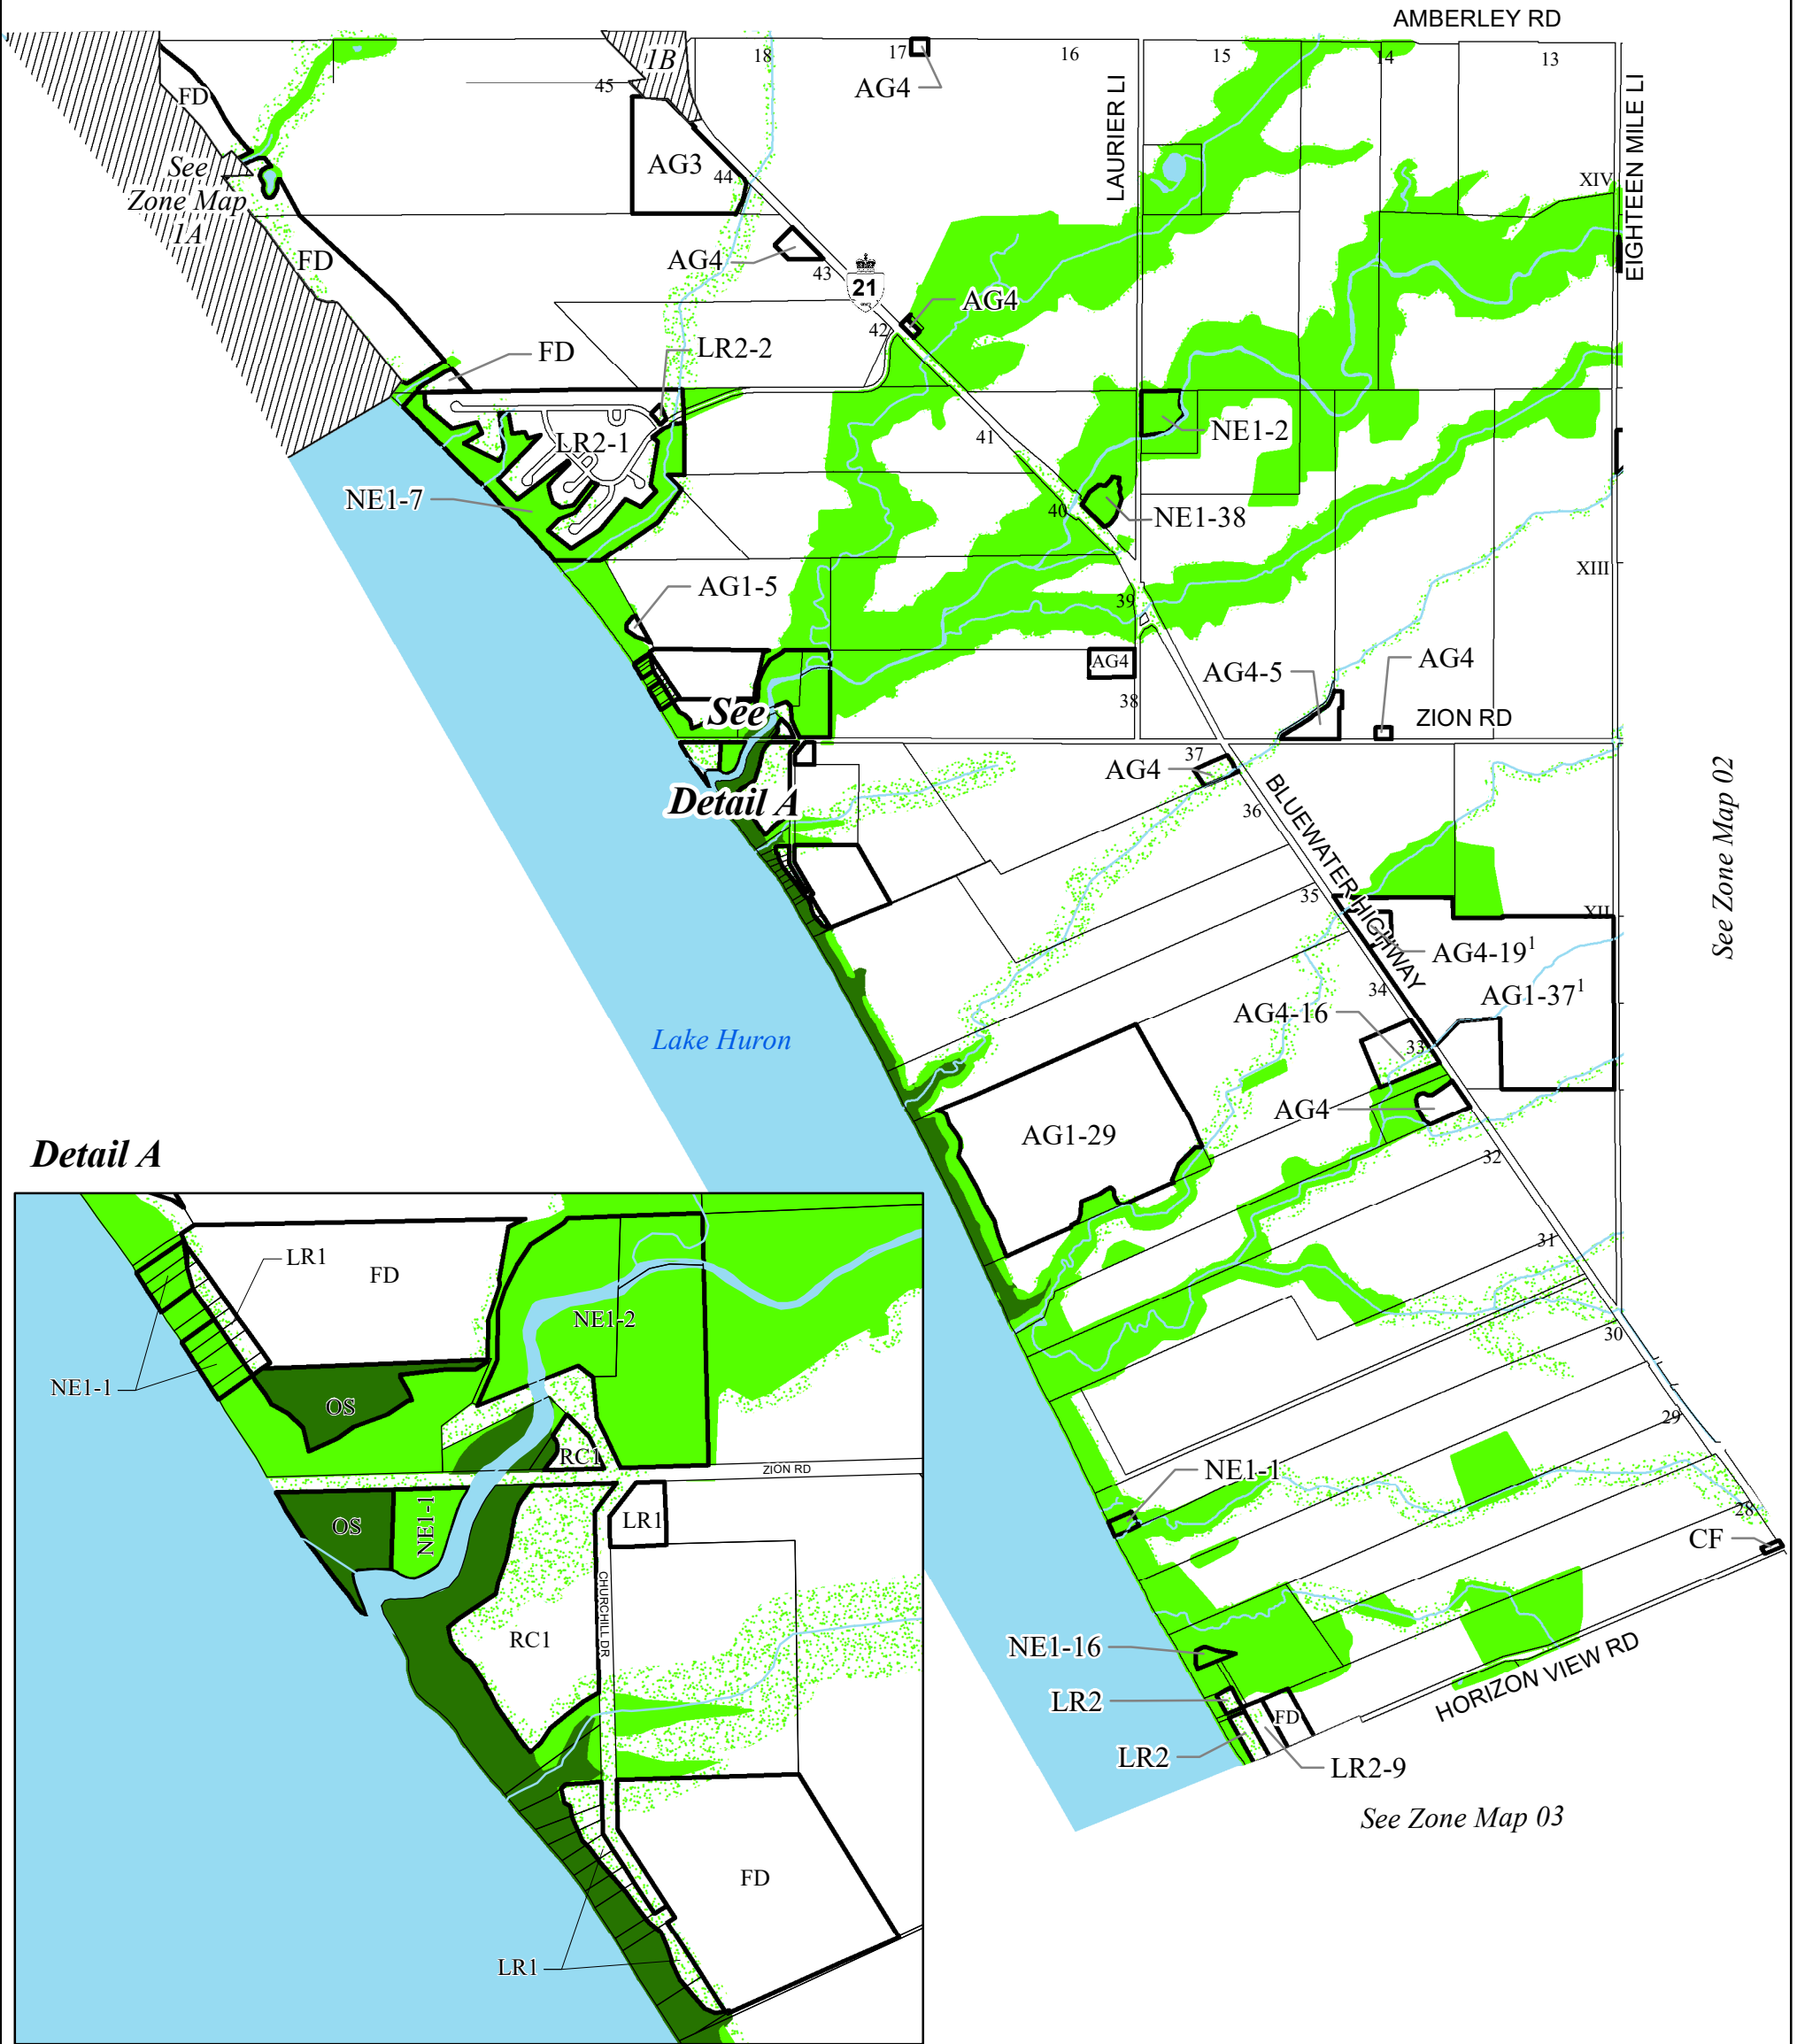 AMBERLEY RD
1B
18
17
16
15
14
13
45
AG4
FD
LAURIER LI
EIGHTEEN MILE LI
See
Zone Map
1A
AG3
44
XIV
FD
AG4
43
21
AG4
42
FD
LR2-2
41
NE1-2
LR2-1
NE1-7
40
NE1-38
XIII
AG1-5
39
AG4
AG4-5
AG4
38
See
ZION RD
37
AG4
Detail A
BLUEWATER HIGHWAY
36
See Zone Map 02
35
XII
AG4-19¹
34
AG1-37¹
AG4-16
Lake Huron
33
AG4
AG1-29
32
31
30
29
NE1-1
28
CF
NE1-16
HORIZON VIEW RD
LR2
FD
LR2
LR2-9
See Zone Map 03
Detail A
LR1
FD
NE1-2
NE1-1
OS
RC1
ZION RD
OS
NE1-1
LR1
CHURCHILL DR
RC1
FD
LR1